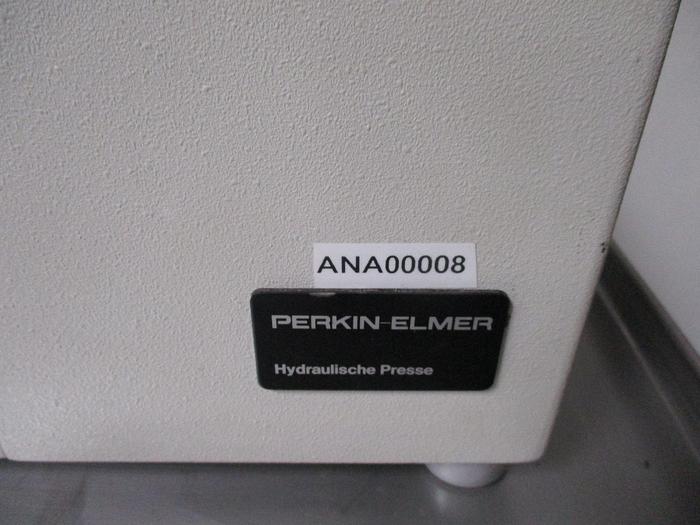 ANA00008
PERKIN-ELMER
Hydraulische Presse